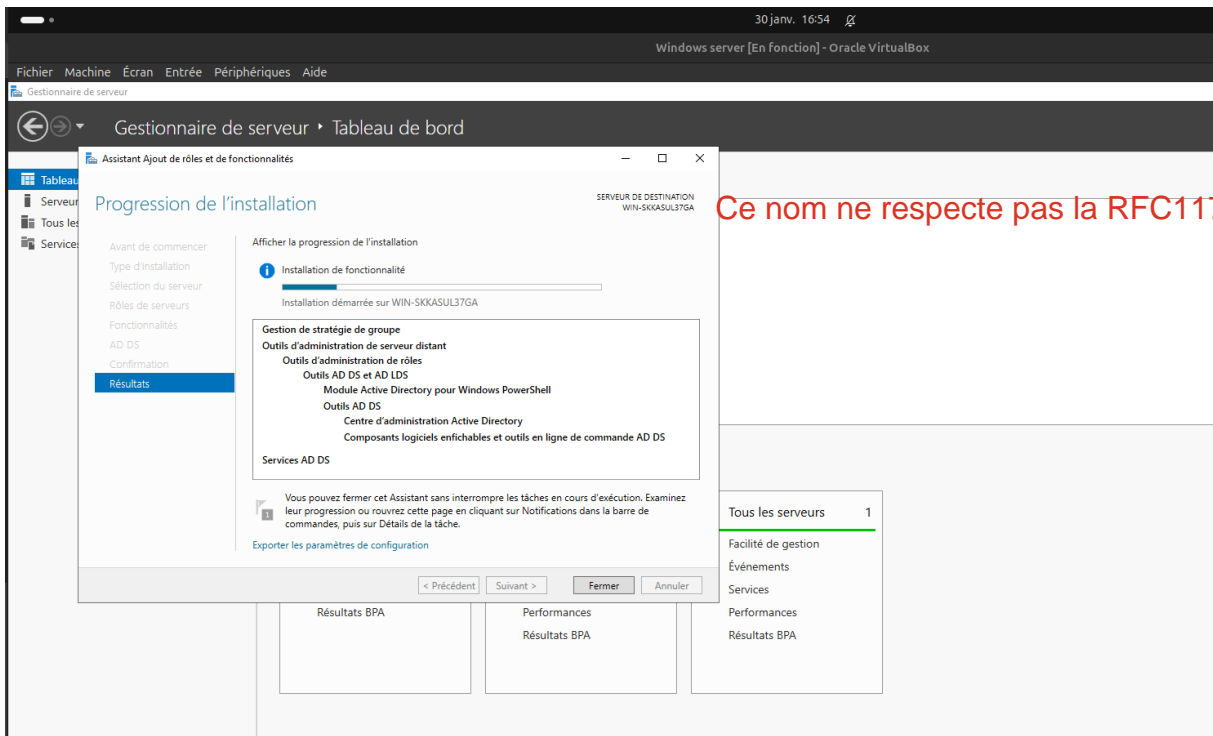 30 janv. 16:54
Windows server [En fonction] - Oracle VirtualBox
Fichier Machine Écran Entrée Périphériques Aide
Gestionnaire de serveur
Gestionnaire de serveur ‣ Tableau de bord
Assistant Ajout de rôles et de fonctionnalités
Tableau
Serveur
Tous les
Services
Progression de l'installation
SERVEUR DE DESTINATION
WIN-SKKASUL37GA
Ce nom ne respecte pas la RFC117
Avant de commencer
Type d'installation
Sélection du serveur
Rôles de serveurs
Fonctionnalités
AD DS
Confirmation
Résultats
Afficher la progression de l'installation
Installation de fonctionnalité
Installation démarrée sur WIN-SKKASUL37GA
Gestion de stratégie de groupe
Outils d'administration de serveur distant
Outils d'administration de rôles
Outils AD DS et AD LDS
Module Active Directory pour Windows PowerShell
Outils AD DS
Centre d'administration Active Directory
Composants logiciels enfichables et outils en ligne de commande AD DS
Services AD DS
1
Vous pouvez fermer cet Assistant sans interrompre les tâches en cours d'exécution. Examinez
leur progression ou rouvrez cette page en cliquant sur Notifications dans la barre de
commandes, puis sur Détails de la tâche.
Exporter les paramètres de configuration
< Précédent Suivant > Fermer Annuler
Résultats BPA
Performances
Résultats BPA
Tous les serveurs 1
Facilité de gestion
Événements
Services
Performances
Résultats BPA